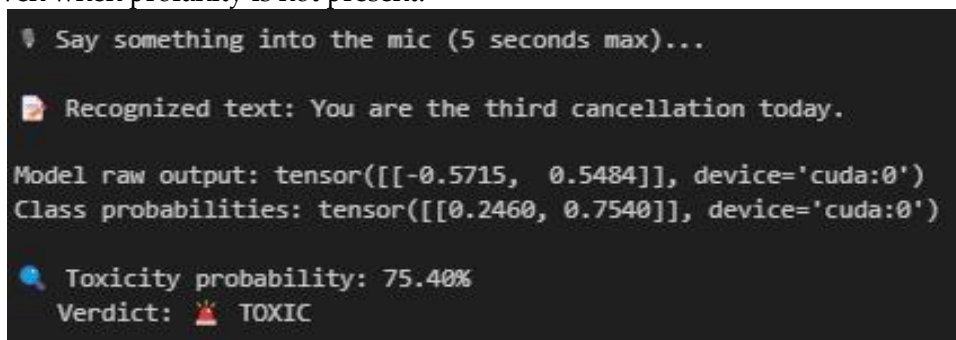 when profanity is not present.
🎙 Say something into the mic (5 seconds max)...
📝 Recognized text: You are the third cancellation today.
Model raw output: tensor([[-0.5715,  0.5484]], device='cuda:0')
Class probabilities: tensor([[0.2460, 0.7540]], device='cuda:0')
🔍 Toxicity probability: 75.40%
Verdict: 🚨 TOXIC